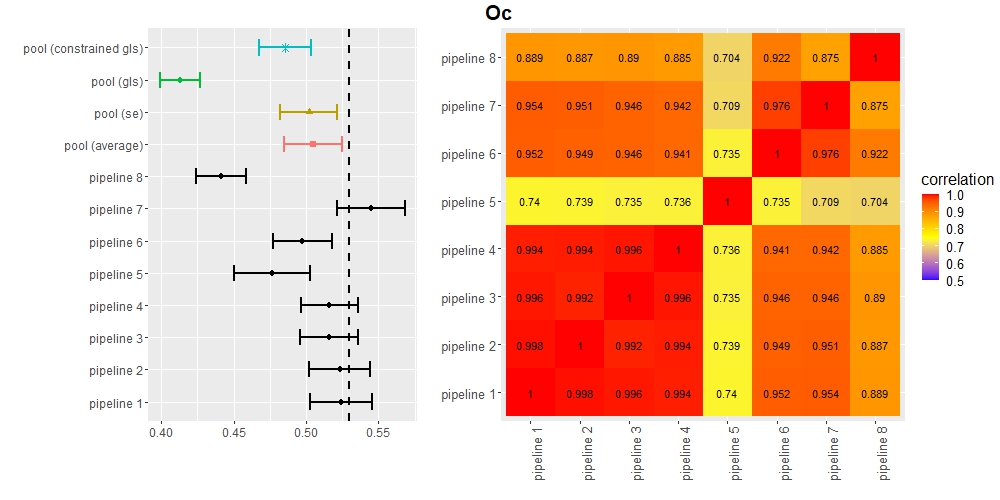 Oc
pool (constrained gls)
pool (gls)
pool (se)
pool (average)
pipeline 8
pipeline 7
pipeline 6
pipeline 5
pipeline 4
pipeline 3
pipeline 2
pipeline 1
0.40 0.45 0.50 0.55
pipeline 8 0.889 0.887 0.89 0.885 0.704 0.922 0.875 1
pipeline 7 0.954 0.951 0.946 0.942 0.709 0.976 1 0.875
pipeline 6 0.952 0.949 0.946 0.941 0.735 1 0.976 0.922
pipeline 5 0.74 0.739 0.735 0.736 1 0.735 0.709 0.704
pipeline 4 0.994 0.994 0.996 1 0.736 0.941 0.942 0.885
pipeline 3 0.996 0.992 1 0.996 0.735 0.946 0.946 0.89
pipeline 2 0.998 1 0.992 0.994 0.739 0.949 0.951 0.887
pipeline 1 1 0.998 0.996 0.994 0.74 0.952 0.954 0.889
pipeline 1 pipeline 2 pipeline 3 pipeline 4 pipeline 5 pipeline 6 pipeline 7 pipeline 8
correlation
1.0
0.9
0.8
0.7
0.6
0.5